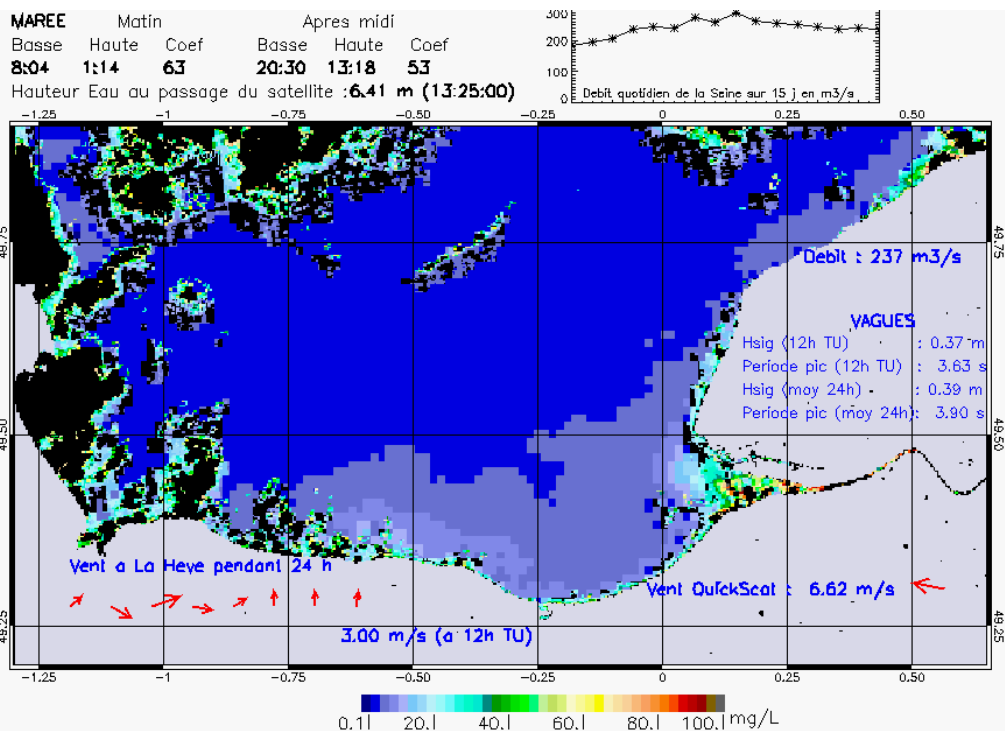 MAREE Matin Apres midi
Basse Haute Coef Basse Haute Coef
8:04 1:14 63 20:30 13:18 53
Hauteur Eau au passage du satellite :6.41 m (13:25:00)
300
200
100
0
Debit quotidien de la Seine sur 15 j en m3/s
-1.25 -1 -0.75 -0.50 -0.25 0 0.25 0.50
49.75 49.75
Debit : 237 m3/s
VAGUES
Hsig (12h TU) : 0.37 m
Periode pic (12h TU) : 3.63 s
Hsig (moy 24h) : 0.39 m
Periode pic (moy 24h): 3.90 s
49.50 49.50
Vent a La Heve pendant 24 h
Vent QuickScat : 6.62 m/s
49.25 49.25
3.00 m/s (a 12h TU)
-1.25 -1 -0.75 -0.50 -0.25 0 0.25 0.50
0.1 20.1 40.1 60.1 80.1 100.1 mg/L